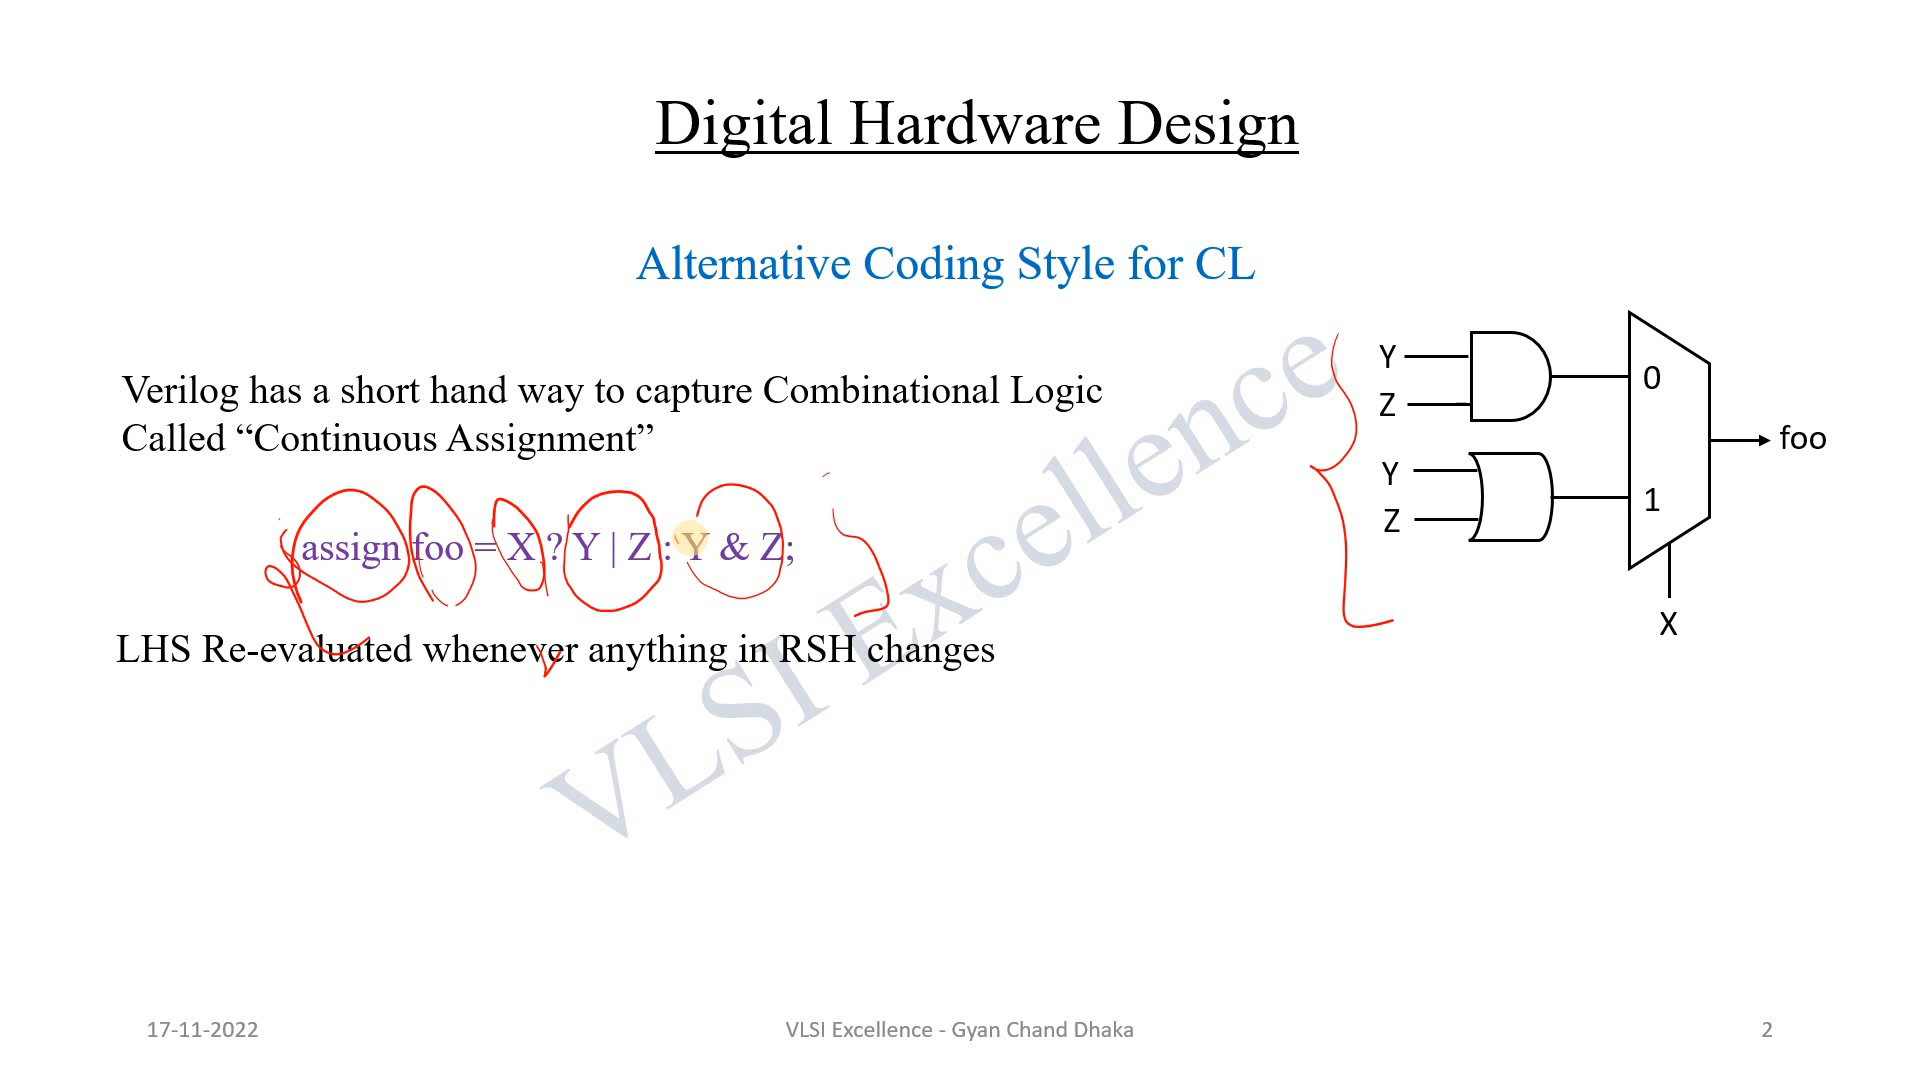 Digital Hardware Design
Alternative Coding Style for CL
Verilog has a short hand way to capture Combinational Logic
Called “Continuous Assignment”
assign foo = X ? Y | Z : Y & Z;
LHS Re-evaluated whenever anything in RSH changes
Y
Z
0
foo
Y
Z
1
X
VLSI Excellence
17-11-2022
VLSI Excellence - Gyan Chand Dhaka
2